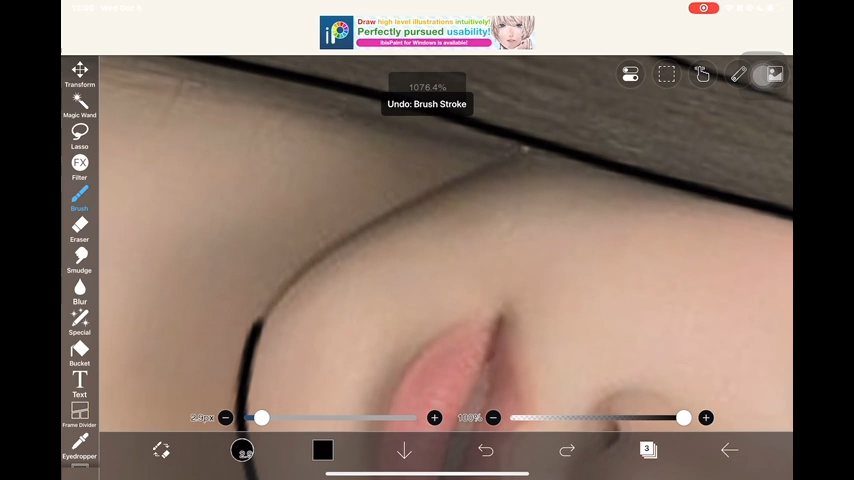 Draw high level illustrations intuitively!
Perfectly pursued usability!
ibisPaint for Windows is available!
1076.4%
Undo: Brush Stroke
Transform
Magic Wand
Lasso
FX
Filter
Brush
Eraser
Smudge
Blur
Special
Bucket
T
Text
Frame Divider
Eyedropper
2.9px
100%
2.9
3